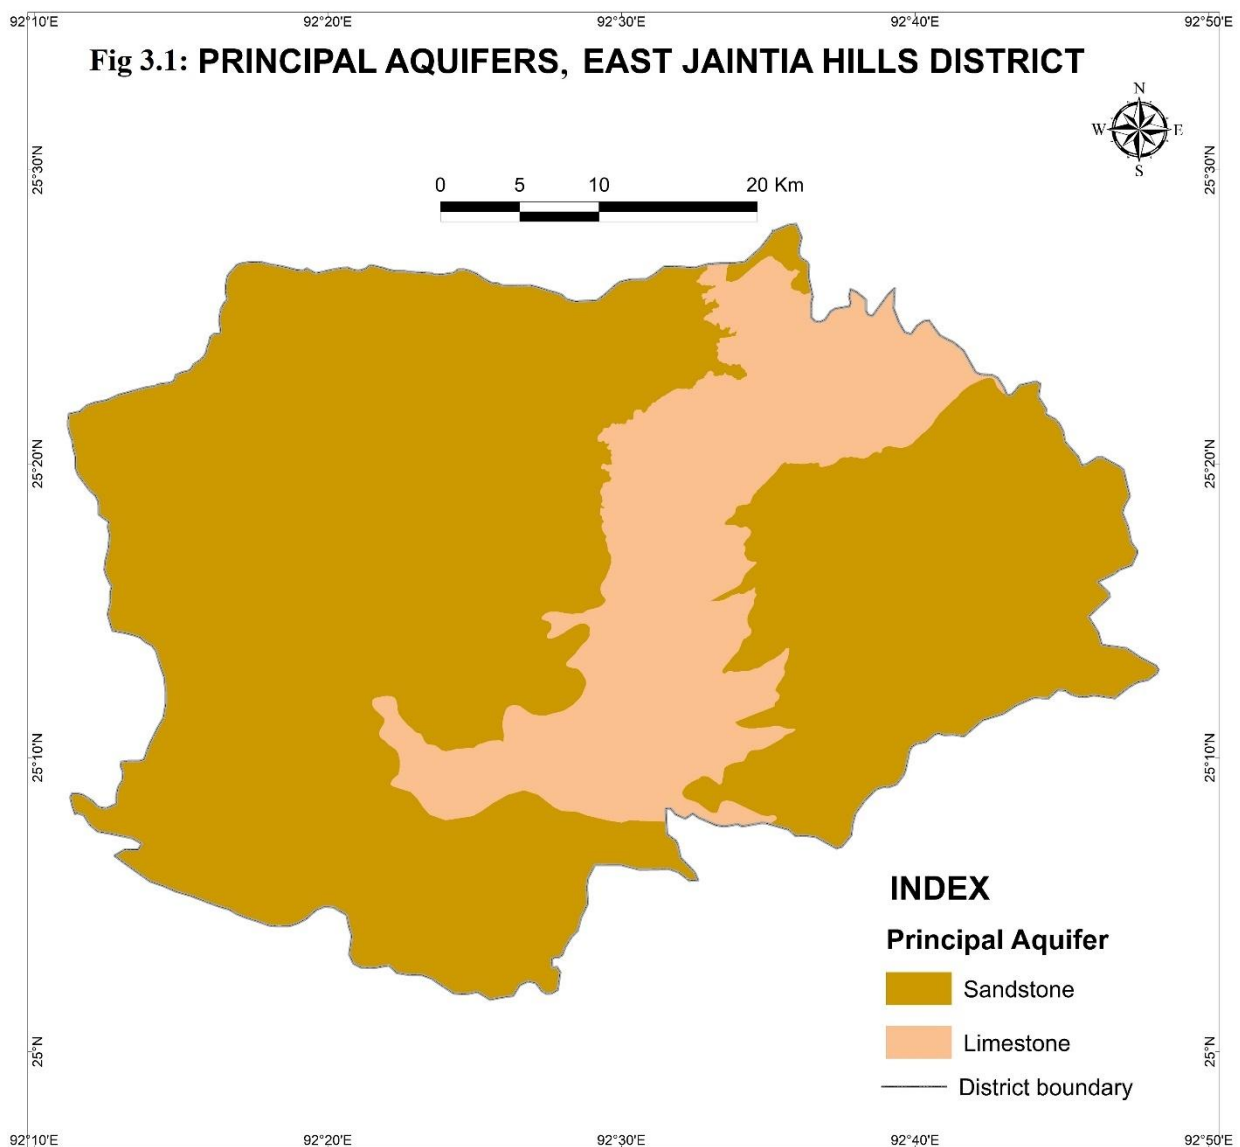 92°10'E 92°20'E 92°30'E 92°40'E 92°50'E
Fig 3.1: PRINCIPAL AQUIFERS, EAST JAINTIA HILLS DISTRICT
N
W E
S
25°30'N 25°30'N
0 5 10 20 Km
25°20'N 25°20'N
25°10'N 25°10'N
INDEX
Principal Aquifer
Sandstone
Limestone
District boundary
25°N 25°N
92°10'E 92°20'E 92°30'E 92°40'E 92°50'E